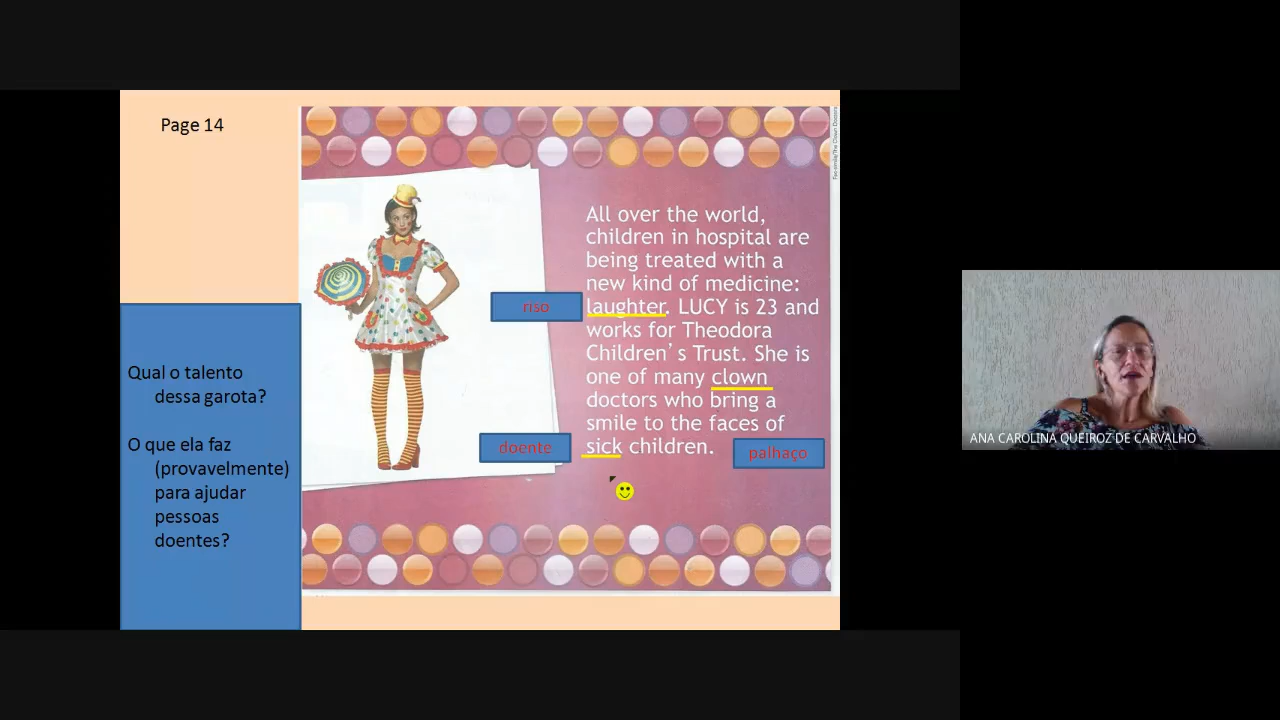 Page 14
All over the world,
children in hospital are
being treated with a
new kind of medicine:
laughter. LUCY is 23 and
works for Theodora
Children's Trust. She is
one of many clown
doctors who bring a
smile to the faces of
sick children.
riso
doente
palhaço
Qual o talento
dessa garota?
O que ela faz
(provavelmente)
para ajudar
pessoas
doentes?
ANA CAROLINA QUEIROZ DE CARVALHO